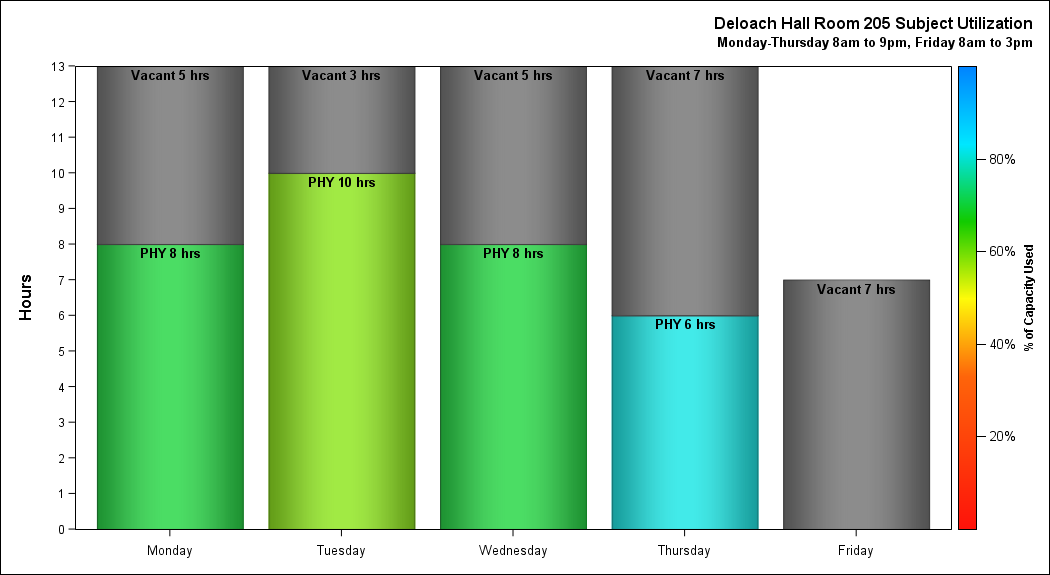 Deloach Hall Room 205 Subject Utilization
Monday-Thursday 8am to 9pm, Friday 8am to 3pm
13
12
11
10
9
8
7
6
5
4
3
2
1
0
Hours
Vacant 5 hrs
PHY 8 hrs
Vacant 3 hrs
PHY 10 hrs
Vacant 5 hrs
PHY 8 hrs
Vacant 7 hrs
PHY 6 hrs
Vacant 7 hrs
Monday
Tuesday
Wednesday
Thursday
Friday
80%
60%
40%
20%
% of Capacity Used